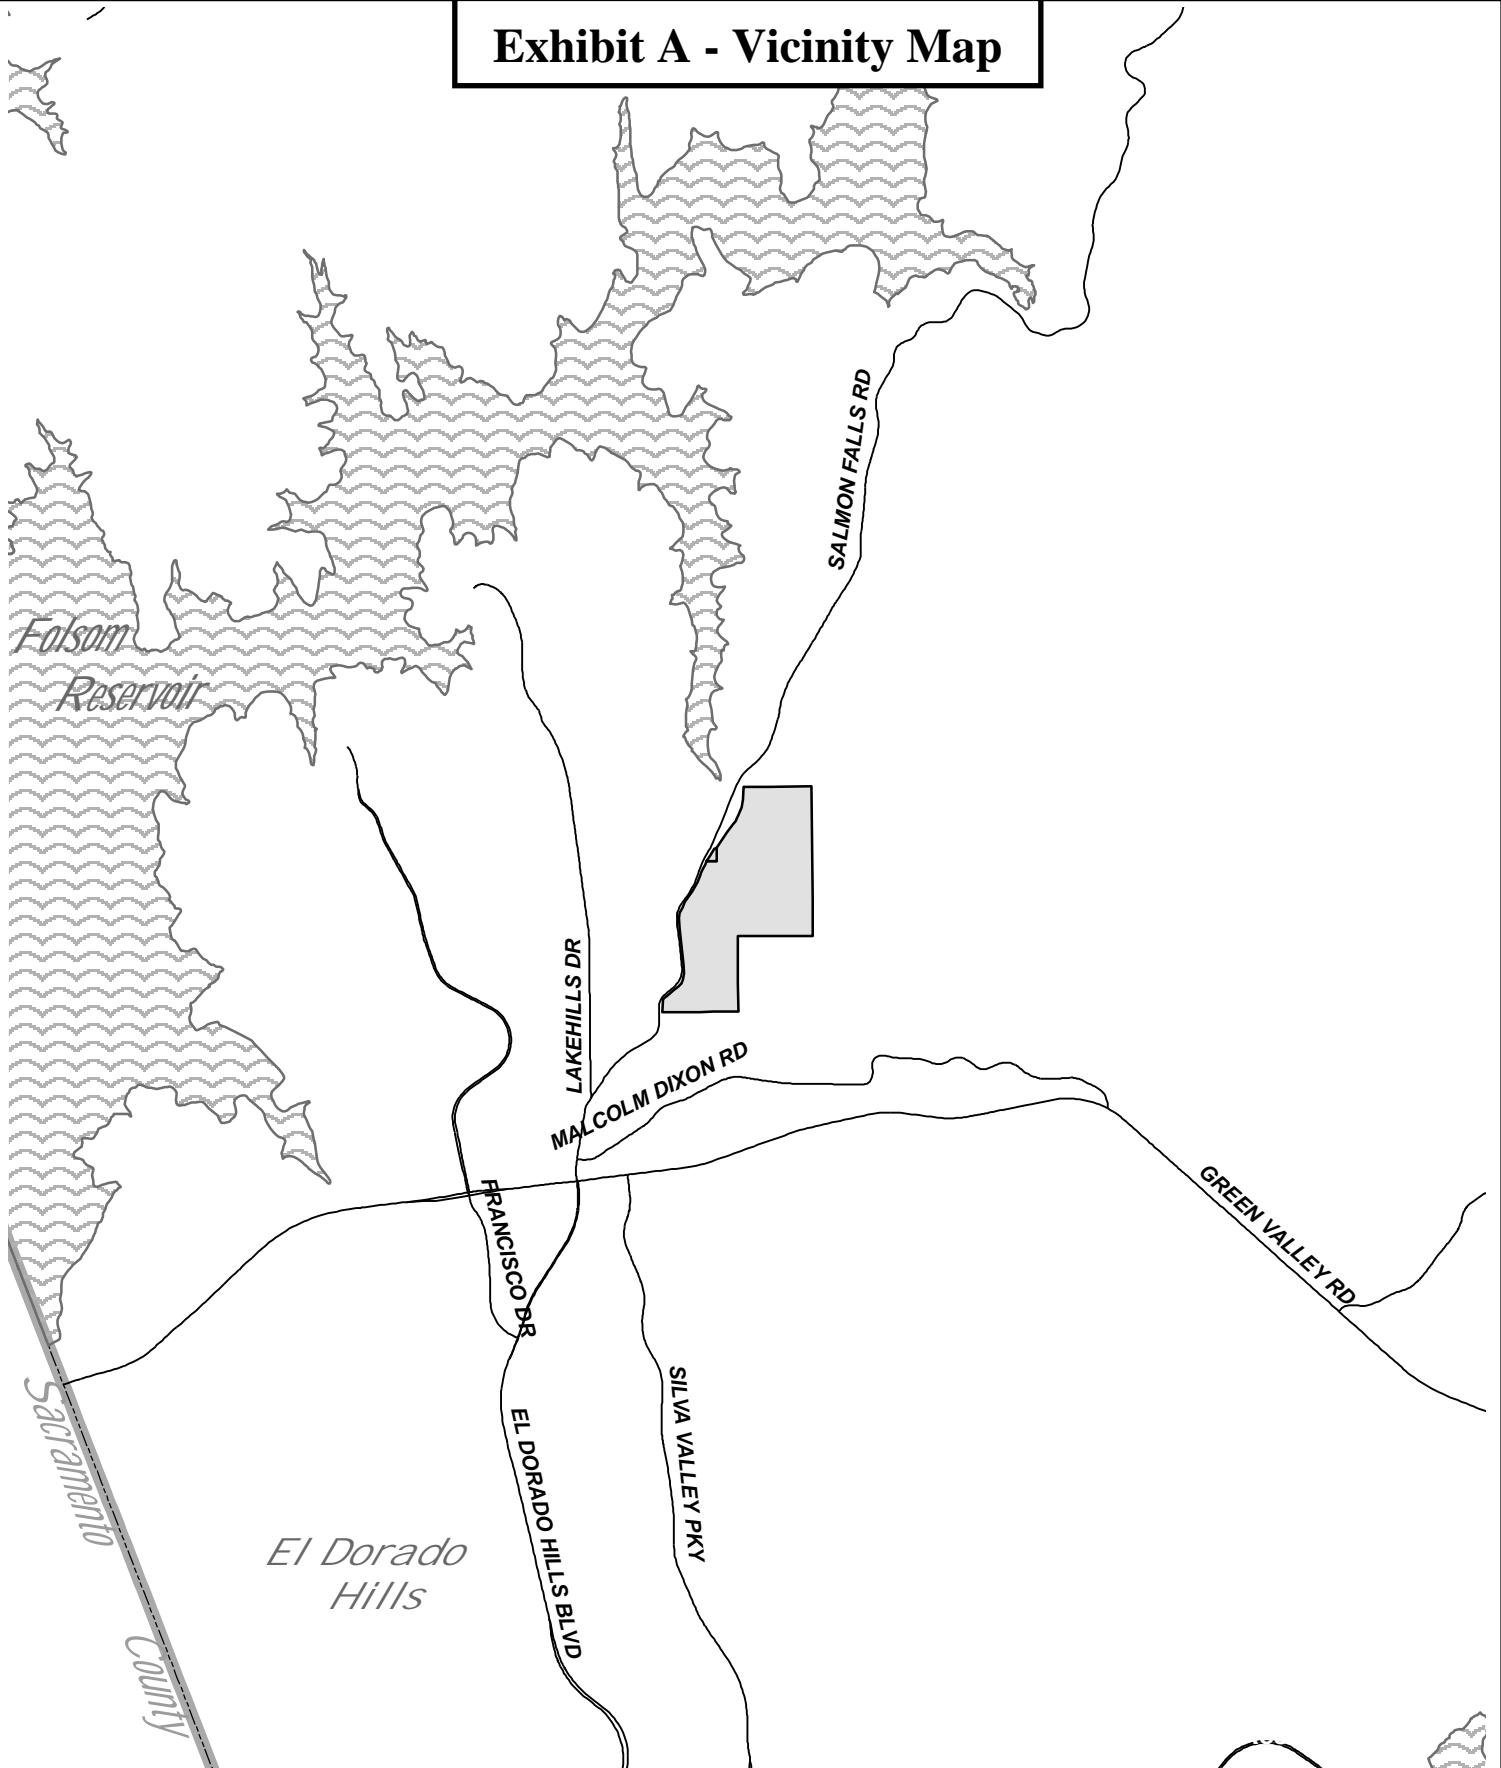 Exhibit A - Vicinity Map
SALMON FALLS RD
Folsom
Reservoir
LAKEHILLS DR
MALCOLM DIXON RD
GREEN VALLEY RD
FRANCISCO DR
SILVA VALLEY PKY
EL DORADO HILLS BLVD
Sacramento
County
El Dorado
Hills